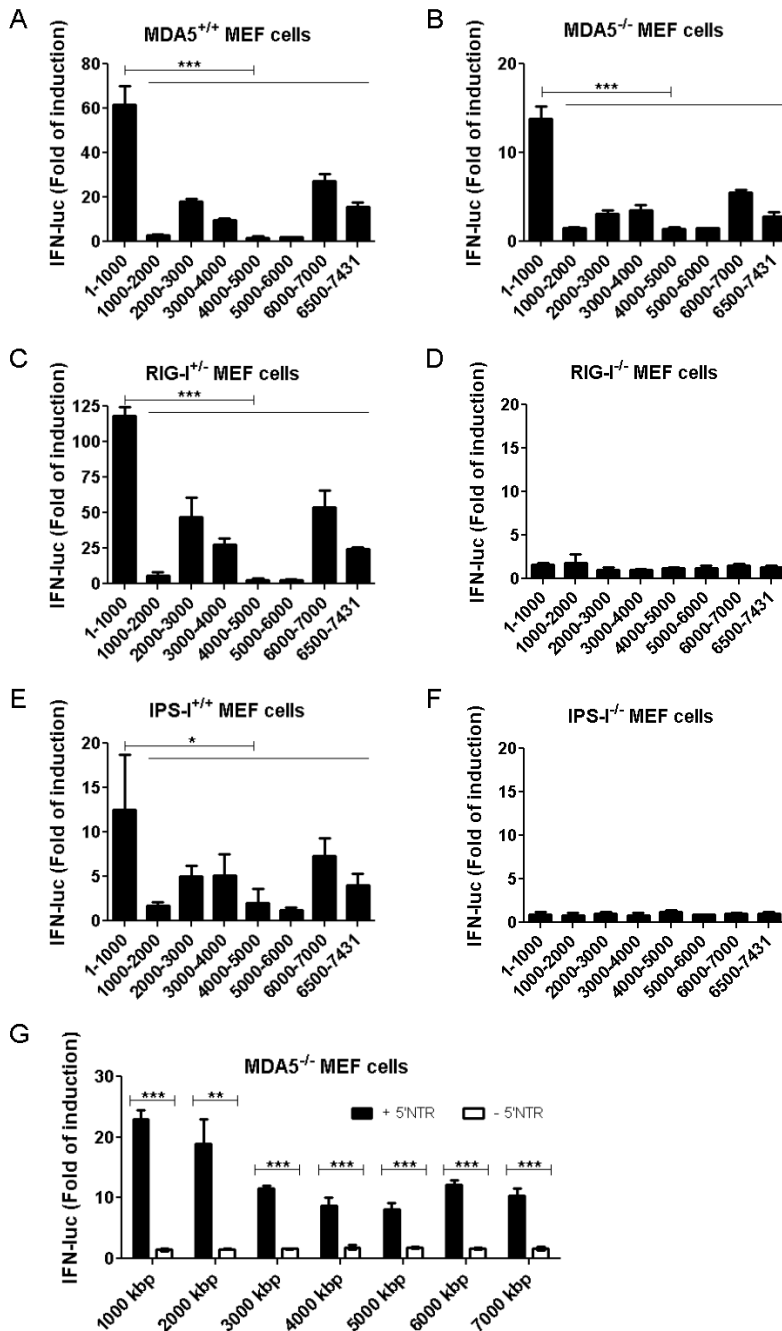 A
MDA5+/+ MEF cells
***
IFN-luc (Fold of induction)
80
60
40
20
0
1-1000
1000-2000
2000-3000
3000-4000
4000-5000
5000-6000
6000-7000
6500-7431
B
MDA5-/- MEF cells
***
IFN-luc (Fold of induction)
20
15
10
5
0
1-1000
1000-2000
2000-3000
3000-4000
4000-5000
5000-6000
6000-7000
6500-7431
C
RIG-I+/- MEF cells
***
IFN-luc (Fold of induction)
125
100
75
50
25
0
1-1000
1000-2000
2000-3000
3000-4000
4000-5000
5000-6000
6000-7000
6500-7431
D
RIG-I-/- MEF cells
IFN-luc (Fold of induction)
20
15
10
5
0
1-1000
1000-2000
2000-3000
3000-4000
4000-5000
5000-6000
6000-7000
6500-7431
E
IPS-I+/+ MEF cells
*
IFN-luc (Fold of induction)
20
15
10
5
0
1-1000
1000-2000
2000-3000
3000-4000
4000-5000
5000-6000
6000-7000
6500-7431
F
IPS-I-/- MEF cells
IFN-luc (Fold of induction)
20
15
10
5
0
1-1000
1000-2000
2000-3000
3000-4000
4000-5000
5000-6000
6000-7000
6500-7431
G
MDA5-/- MEF cells
IFN-luc (Fold of induction)
30
20
10
0
*** ** *** *** *** *** ***
+ 5'NTR - 5'NTR
1000 kbp
2000 kbp
3000 kbp
4000 kbp
5000 kbp
6000 kbp
7000 kbp